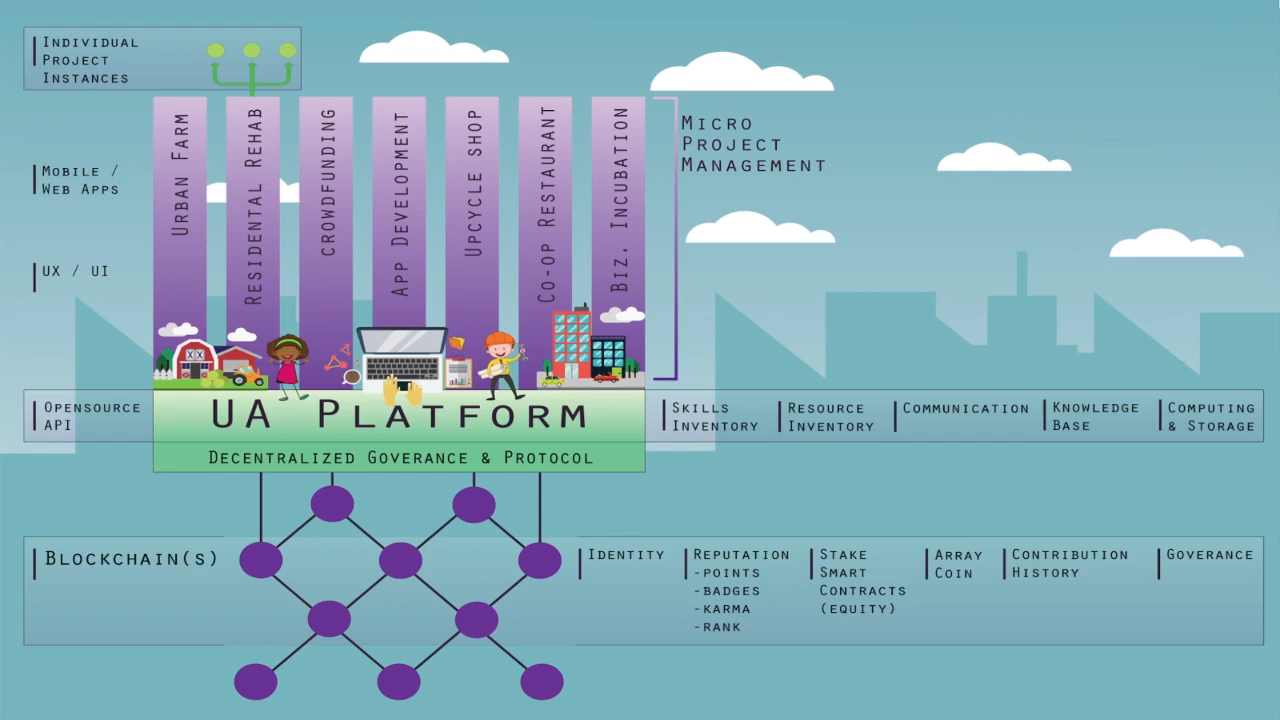 Individual
Project
Instances
Mobile /
Web Apps
UX / UI
Urban Farm
Residental Rehab
crowdfunding
App Development
Upcycle shop
Co-op Restaurant
Biz. Incubation
Micro
Project
Management
Opensource
API
UA Platform
Decentralized Goverance & Protocol
Skills
Inventory
Resource
Inventory
Communication
Knowledge
Base
Computing
& Storage
Blockchain(s)
Identity
Reputation
-points
-badges
-karma
-rank
Stake
Smart
Contracts
(equity)
Array
Coin
Contribution
History
Goverance